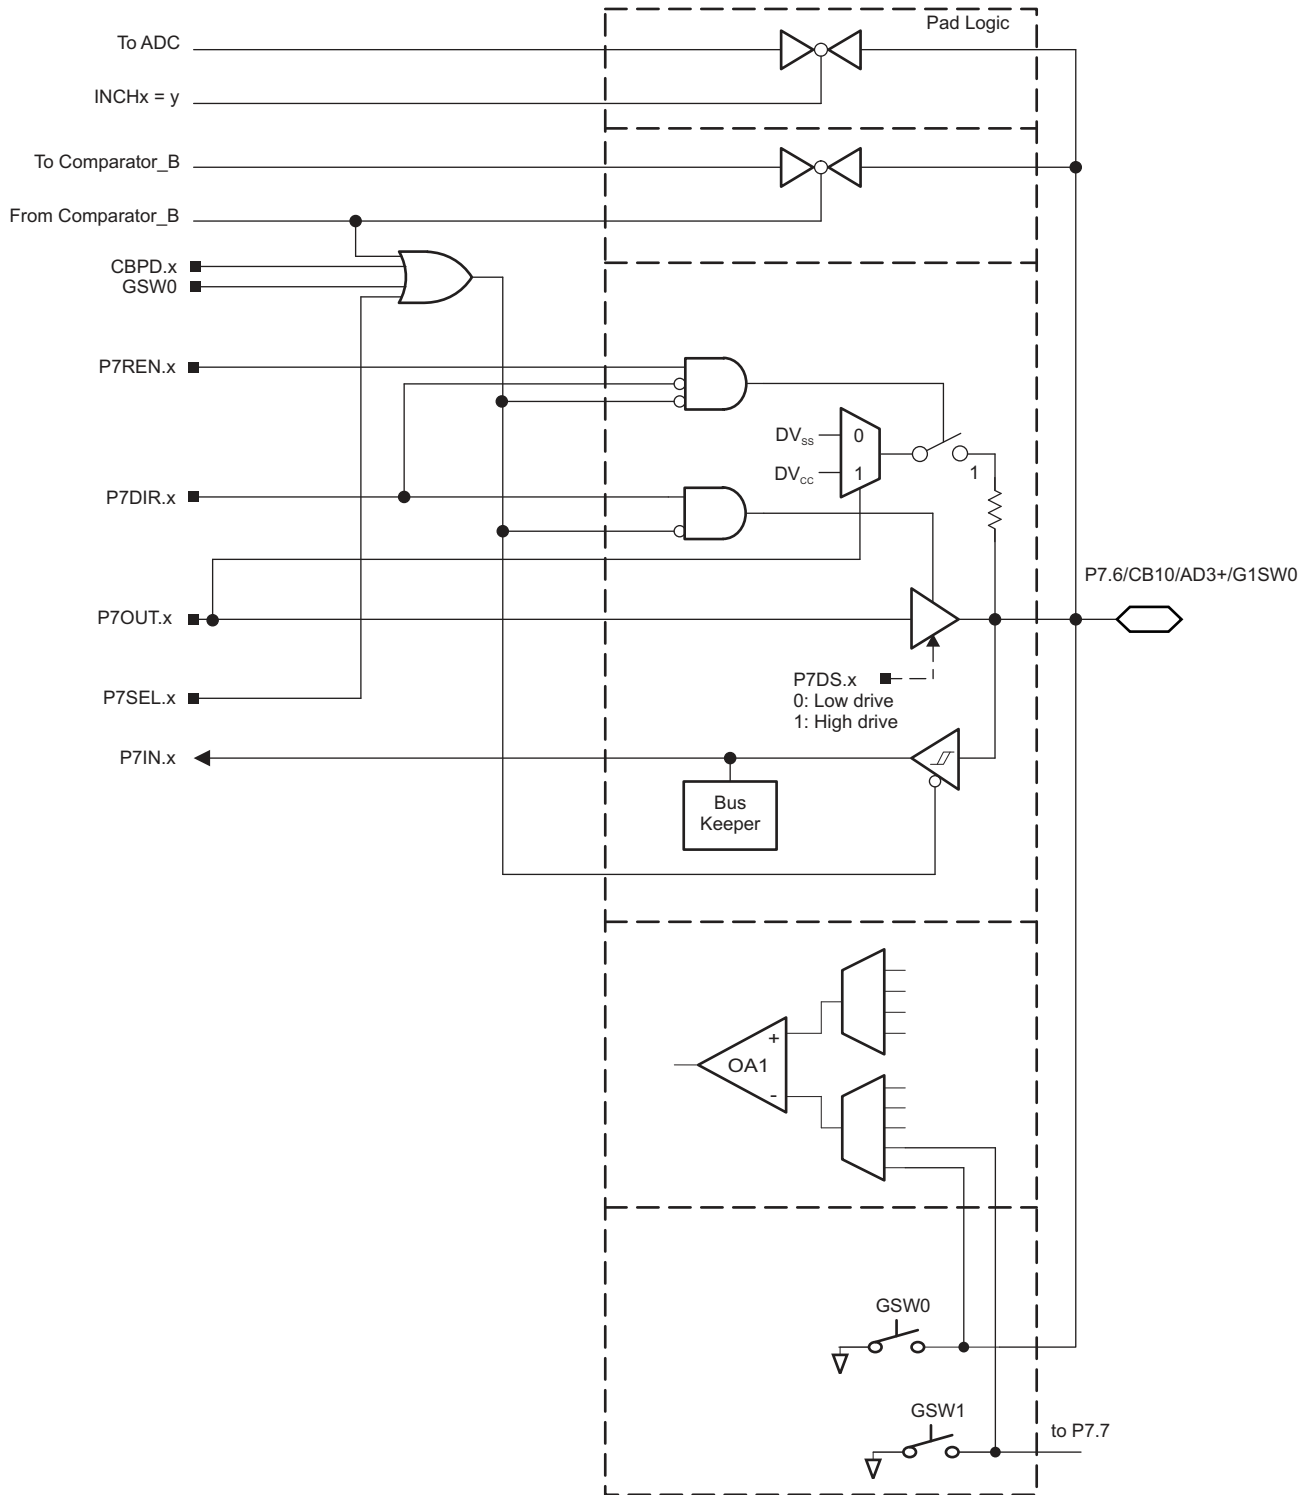 Pad Logic
To ADC
INCHx = y
To Comparator_B
From Comparator_B
CBPD.x
GSW0
P7REN.x
DVSS
0
DVCC
1
1
P7DIR.x
P7.6/CB10/AD3+/G1SW0
P7OUT.x
P7DS.x
0: Low drive
1: High drive
P7SEL.x
P7IN.x
Bus
Keeper
+
OA1
-
GSW0
GSW1
to P7.7